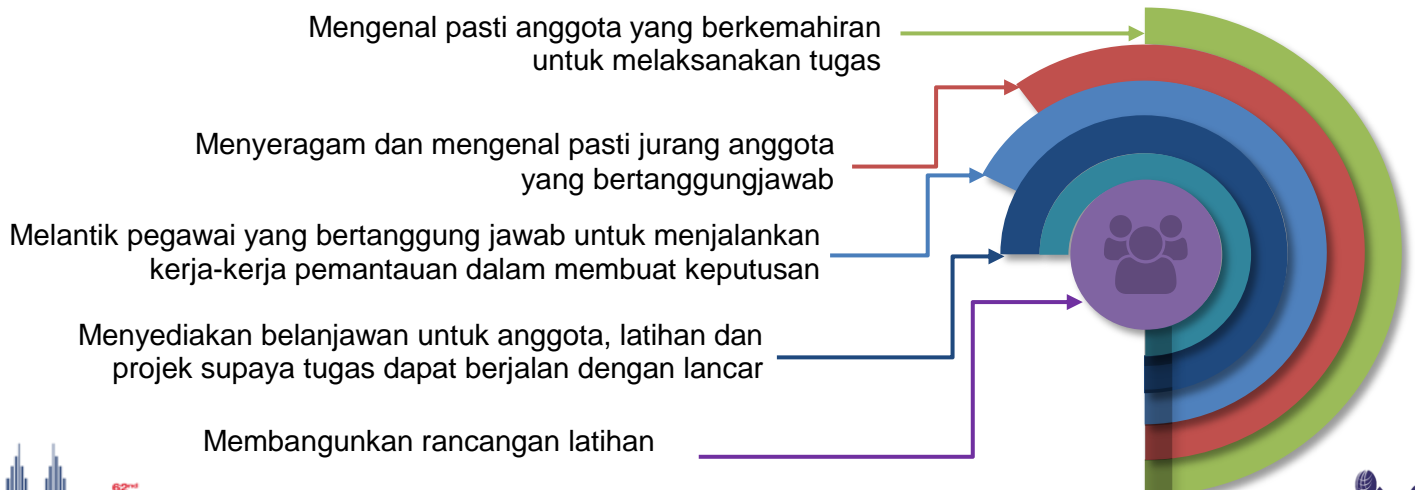 Mengenal pasti anggota yang berkemahiran
untuk melaksanakan tugas
Menyeragam dan mengenal pasti jurang anggota
yang bertanggungjawab
Melantik pegawai yang bertanggung jawab untuk menjalankan
kerja-kerja pemantauan dalam membuat keputusan
Menyediakan belanjawan untuk anggota, latihan dan
projek supaya tugas dapat berjalan dengan lancar
Membangunkan rancangan latihan
62nd